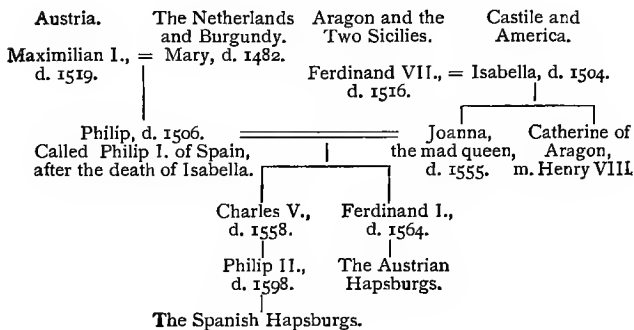 Austria. The Netherlands Aragon and the Castile and
and Burgundy. Two Sicilies. America.
Maximilian I., = Mary, d. 1482.
d. 1519. Ferdinand VII., = Isabella, d. 1504.
d. 1516.
Philip, d. 1506. Joanna, Catherine of
Called Philip I. of Spain, the mad queen, Aragon,
after the death of Isabella. d. 1555. m. Henry VIII
Charles V., Ferdinand I.,
d. 1558. d. 1564.
Philip II., The Austrian
d. 1598. Hapsburgs.
The Spanish Hapsburgs.